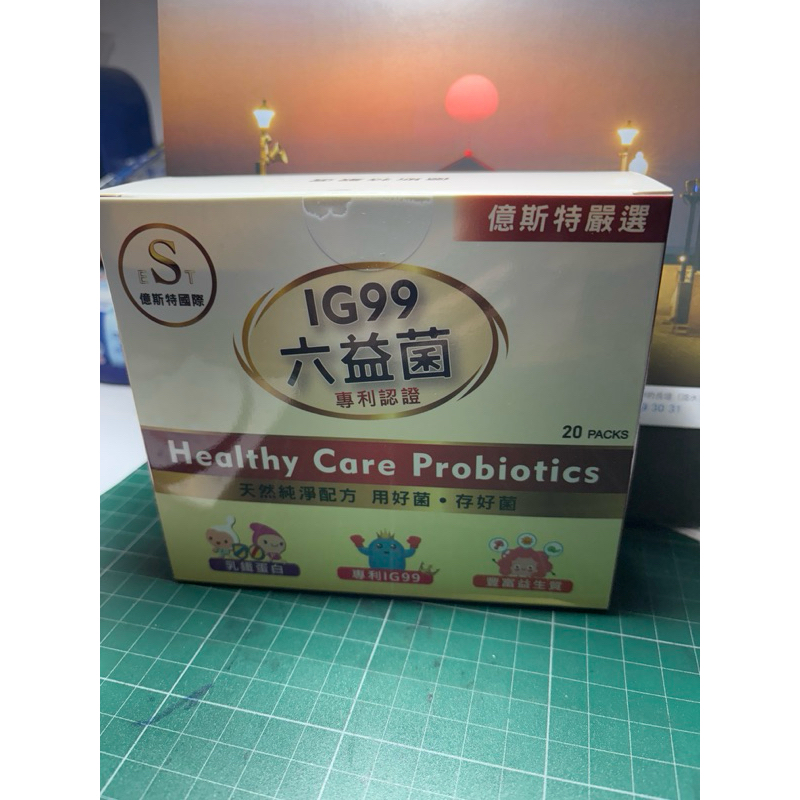 億斯特嚴選
EST
億斯特國際
IG99
六益菌
專利認證
20 PACKS
Healthy Care Probiotics
天然純淨配方 用好菌•存好菌
乳鐵蛋白
專利IG99
豐富益生質
30 31